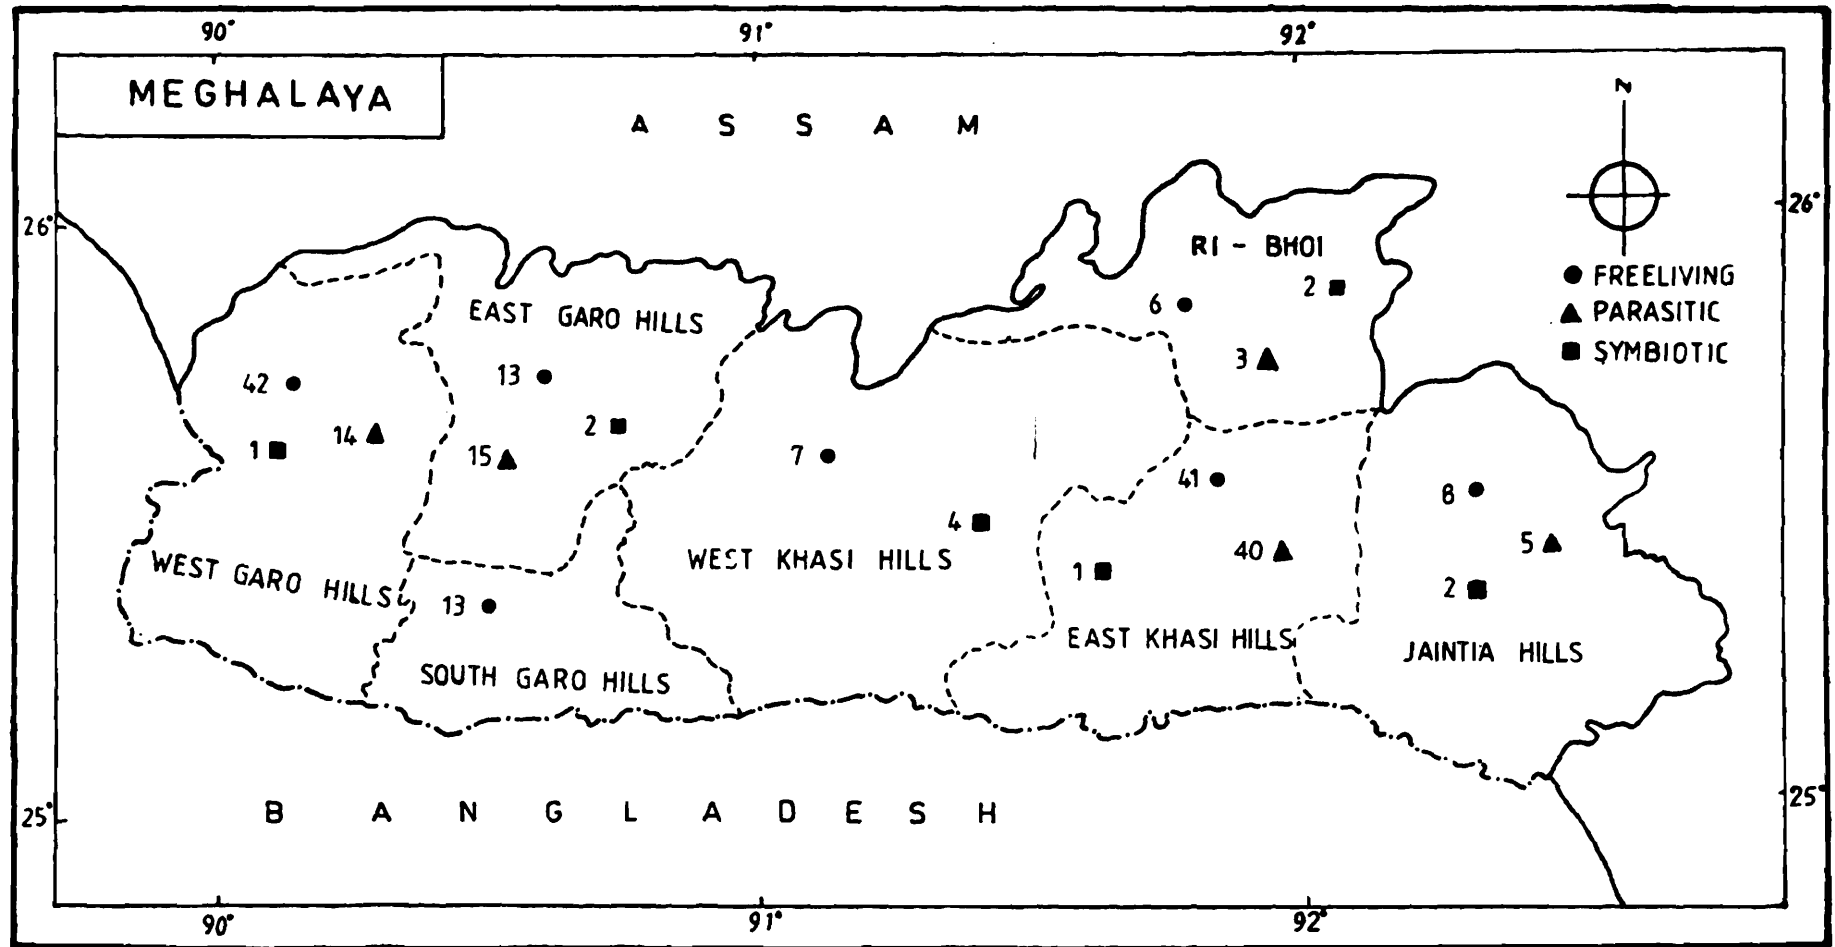 90° 91° 92°
MEGHALAYA
A S S A M
N
26° 26°
RI - BHOI
FREELIVING
PARASITIC
SYMBIOTIC
2
6
3
EAST GARO HILLS
42
13
14
1
2
15
7
41
8
4
40
5
1
2
WEST GARO HILLS
WEST KHASI HILLS
13
EAST KHASI HILLS
JAINTIA HILLS
SOUTH GARO HILLS
25° 25°
B A N G L A D E S H
90° 91° 92°